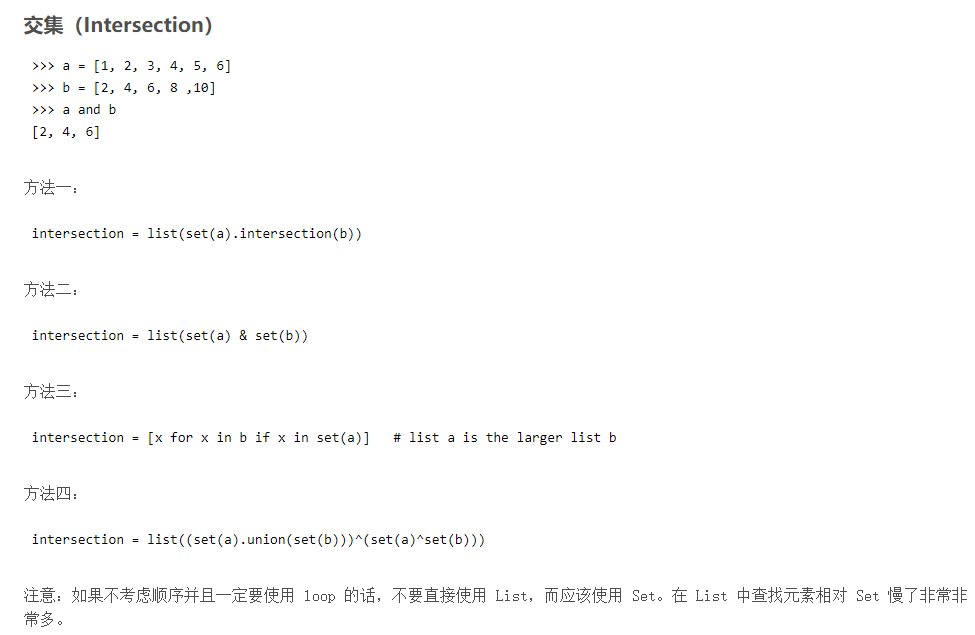 交集（Intersection）
>>> a = [1, 2, 3, 4, 5, 6]
>>> b = [2, 4, 6, 8 ,10]
>>> a and b
[2, 4, 6]
方法一：
intersection = list(set(a).intersection(b))
方法二：
intersection = list(set(a) & set(b))
方法三：
intersection = [x for x in b if x in set(a)]   # list a is the larger list b
方法四：
intersection = list((set(a).union(set(b)))^(set(a)^set(b)))
注意：如果不考虑顺序并且一定要使用 loop 的话，不要直接使用 List，而应该使用 Set。在 List 中查找元素相对 Set 慢了非常非
常多。